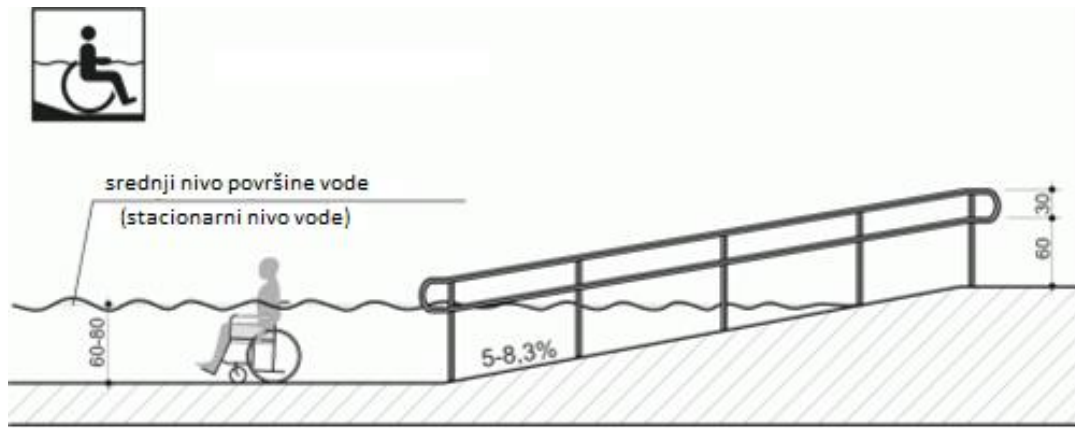 srednji nivo površine vode
(stacionarni nivo vode)
30
60
60-80
5-8,3%